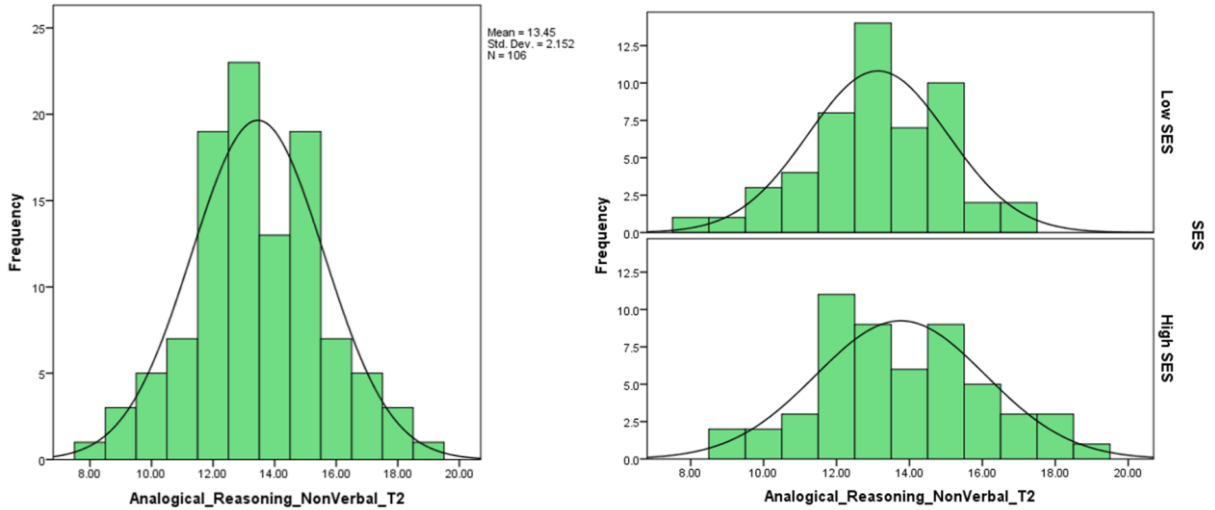 25
20
15
10
5
0
Frequency
8.00 10.00 12.00 14.00 16.00 18.00 20.00
Analogical_Reasoning_NonVerbal_T2
Mean = 13.45
Std. Dev. = 2.152
N = 106
12.5
10.0
7.5
5.0
2.5
0.0
Low SES
Frequency
SES
12.5
10.0
7.5
5.0
2.5
0.0
High SES
8.00 10.00 12.00 14.00 16.00 18.00 20.00
Analogical_Reasoning_NonVerbal_T2